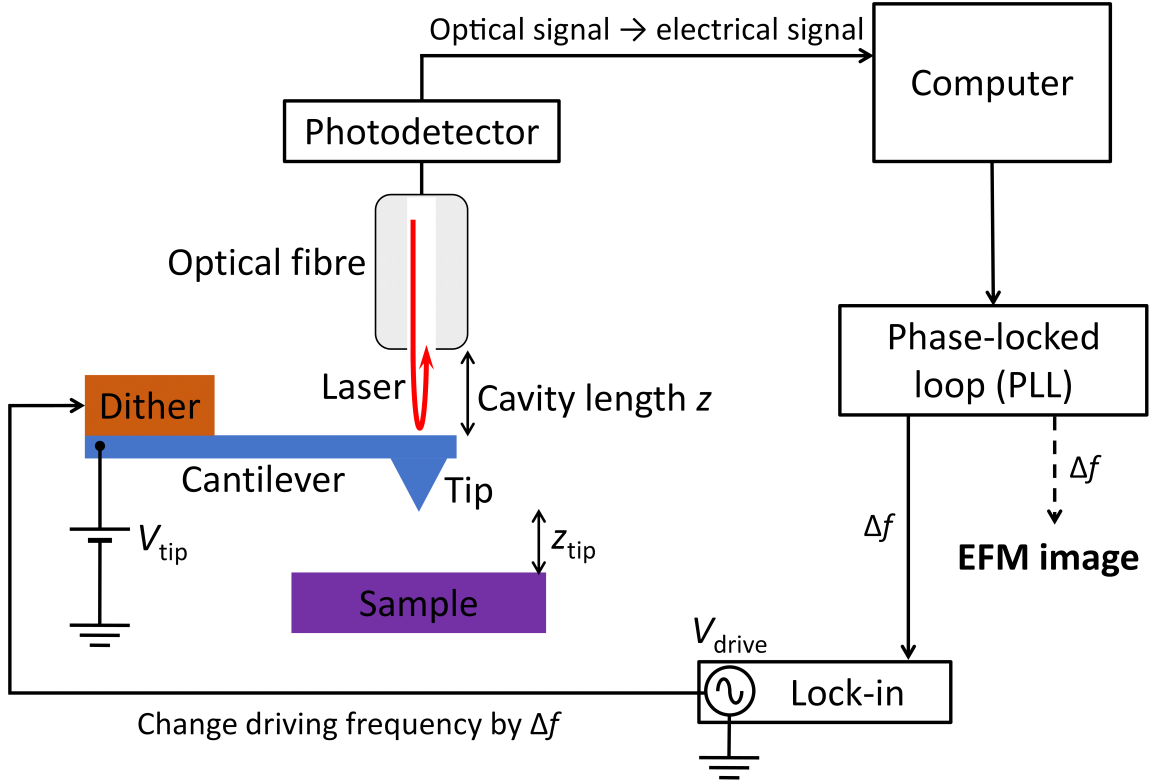 Optical signal → electrical signal
Computer
Photodetector
Optical fibre
Phase-locked
loop (PLL)
Laser
Cavity length z
Dither
Cantilever
Tip
Δf
V_tip
z_tip
Δf
EFM image
Sample
V_drive
Lock-in
Change driving frequency by Δf